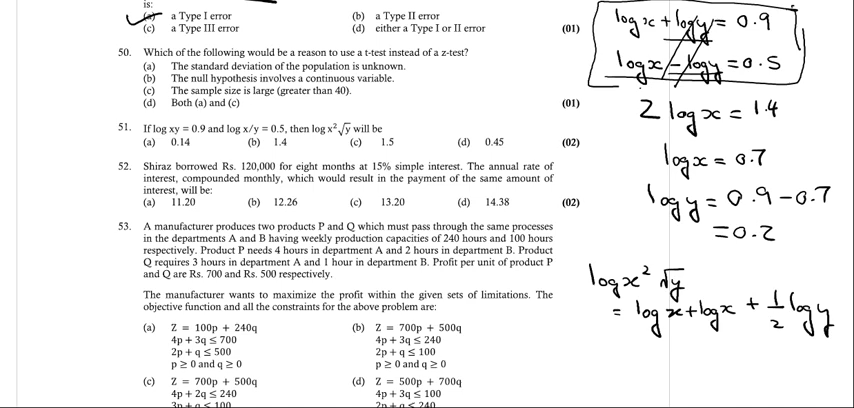 is:
(a) a Type I error (b) a Type II error
(c) a Type III error (d) either a Type I or II error (01)
50. Which of the following would be a reason to use a t-test instead of a z-test?
(a) The standard deviation of the population is unknown.
(b) The null hypothesis involves a continuous variable.
(c) The sample size is large (greater than 40).
(d) Both (a) and (c) (01)
51. If log xy = 0.9 and log x/y = 0.5, then log x²√y will be
(a) 0.14 (b) 1.4 (c) 1.5 (d) 0.45 (02)
52. Shiraz borrowed Rs. 120,000 for eight months at 15% simple interest. The annual rate of
interest, compounded monthly, which would result in the payment of the same amount of
interest, will be:
(a) 11.20 (b) 12.26 (c) 13.20 (d) 14.38 (02)
53. A manufacturer produces two products P and Q which must pass through the same processes
in the departments A and B having weekly production capacities of 240 hours and 100 hours
respectively. Product P needs 4 hours in department A and 2 hours in department B. Product
Q requires 3 hours in department A and 1 hour in department B. Profit per unit of product P
and Q are Rs. 700 and Rs. 500 respectively.
The manufacturer wants to maximize the profit within the given sets of limitations. The
objective function and all the constraints for the above problem are:
(a) Z = 100p + 240q (b) Z = 700p + 500q
4p + 3q ≤ 700 4p + 3q ≤ 240
2p + q ≤ 500 2p + q ≤ 100
p ≥ 0 and q ≥ 0 p ≥ 0 and q ≥ 0
(c) Z = 700p + 500q (d) Z = 500p + 700q
4p + 2q ≤ 240 4p + 3q ≤ 100
3p + q ≤ 100 2p + q ≤ 240
log x + log y = 0.9
log x - log y = 0.5
2 log x = 1.4
log x = 0.7
log y = 0.9 - 0.7
= 0.2
log x² √y
= log x + log x + 1/2 log y